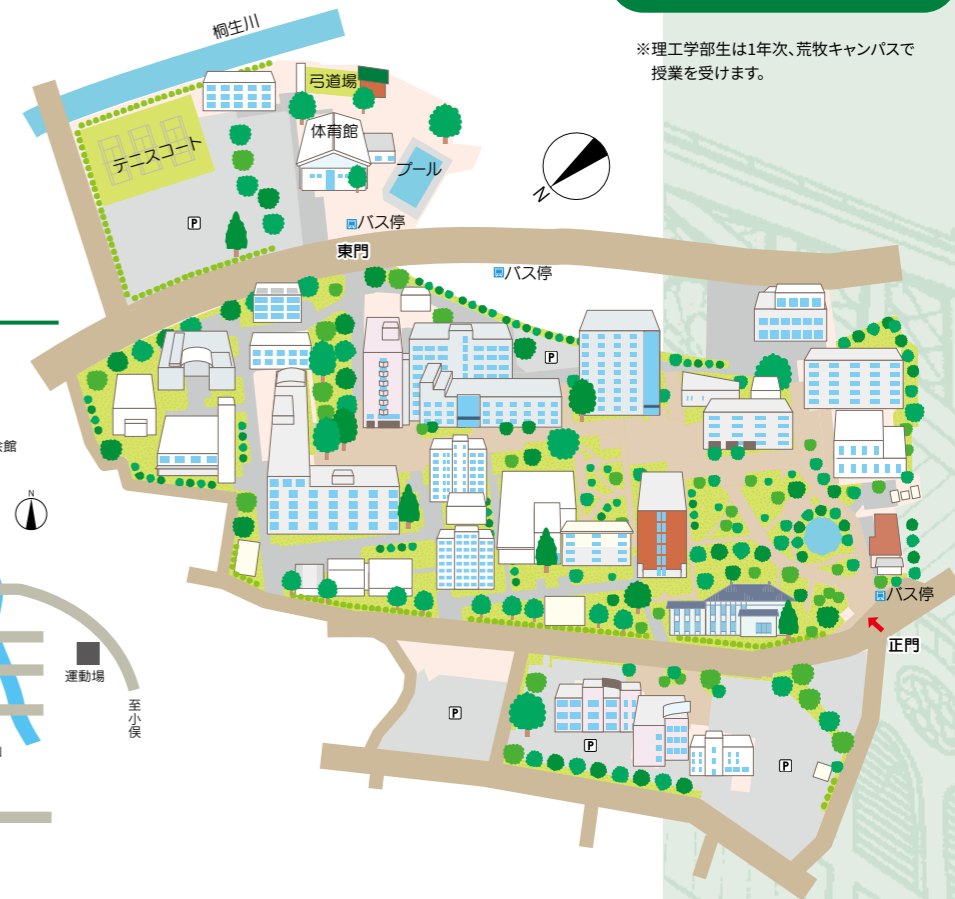 ※理工学部生は1年次、荒牧キャンパスで
授業を受けます。
桐生川
弓道場
体育館
テニスコート
プール
N
P
バス停
東門
バス停
P
館
N
バス停
正門
運動場
至小俣
P
P
P